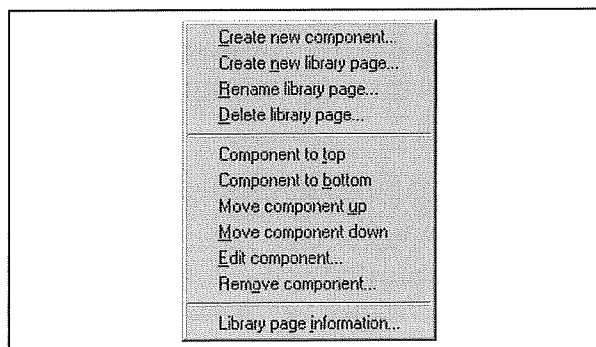 Create new component...
Create new library page...
Rename library page...
Delete library page...
Component to top
Component to bottom
Move component up
Move component down
Edit component...
Remove component...
Library page information...